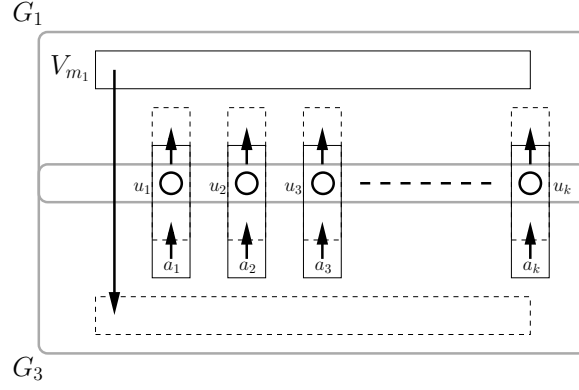 G₁
Vₘ₁
u₁ u₂ u₃ uₖ
a₁ a₂ a₃ aₖ
G₃